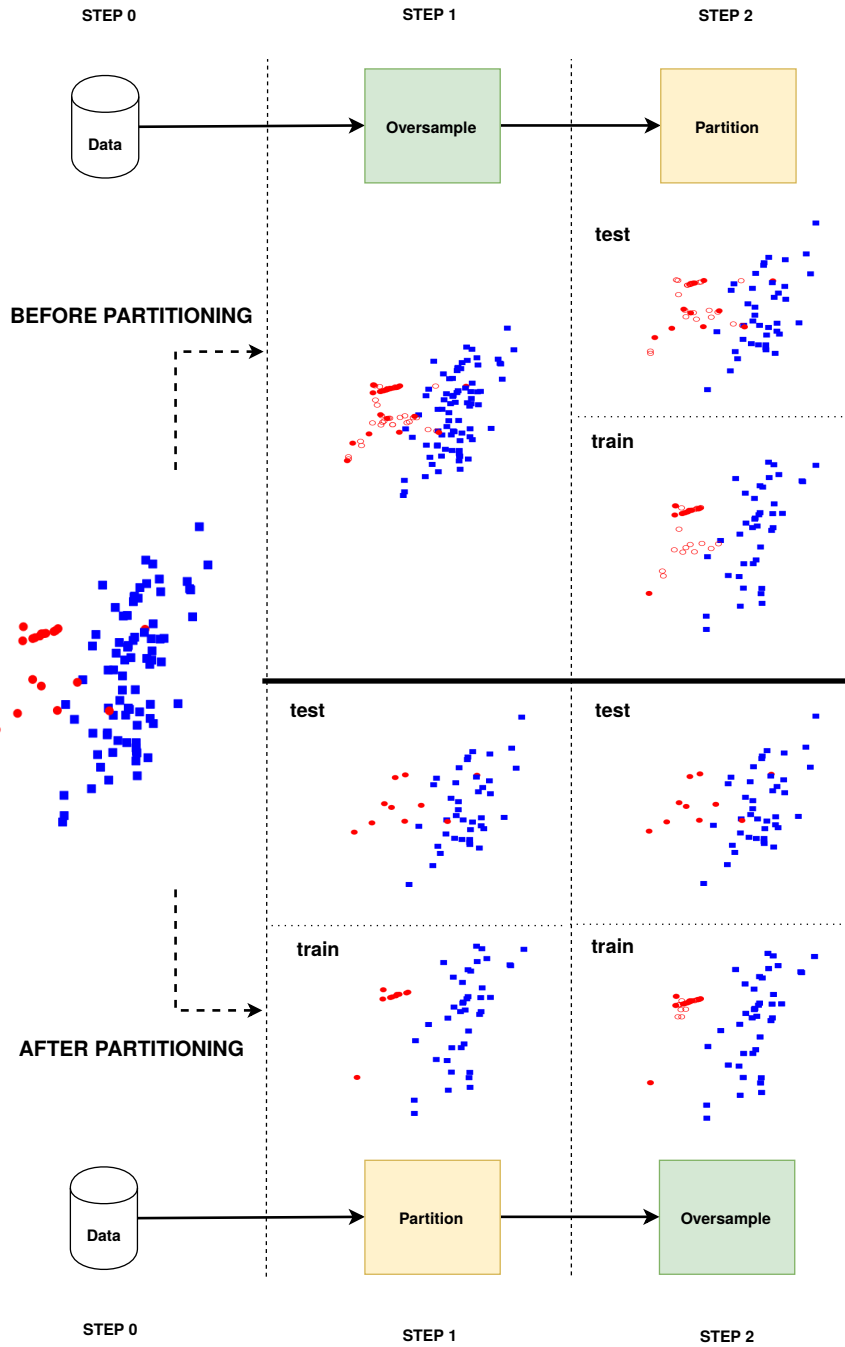 STEP 0
STEP 1
STEP 2
Data
Oversample
Partition
test
BEFORE PARTITIONING
train
test
test
train
train
AFTER PARTITIONING
Data
Partition
Oversample
STEP 0
STEP 1
STEP 2